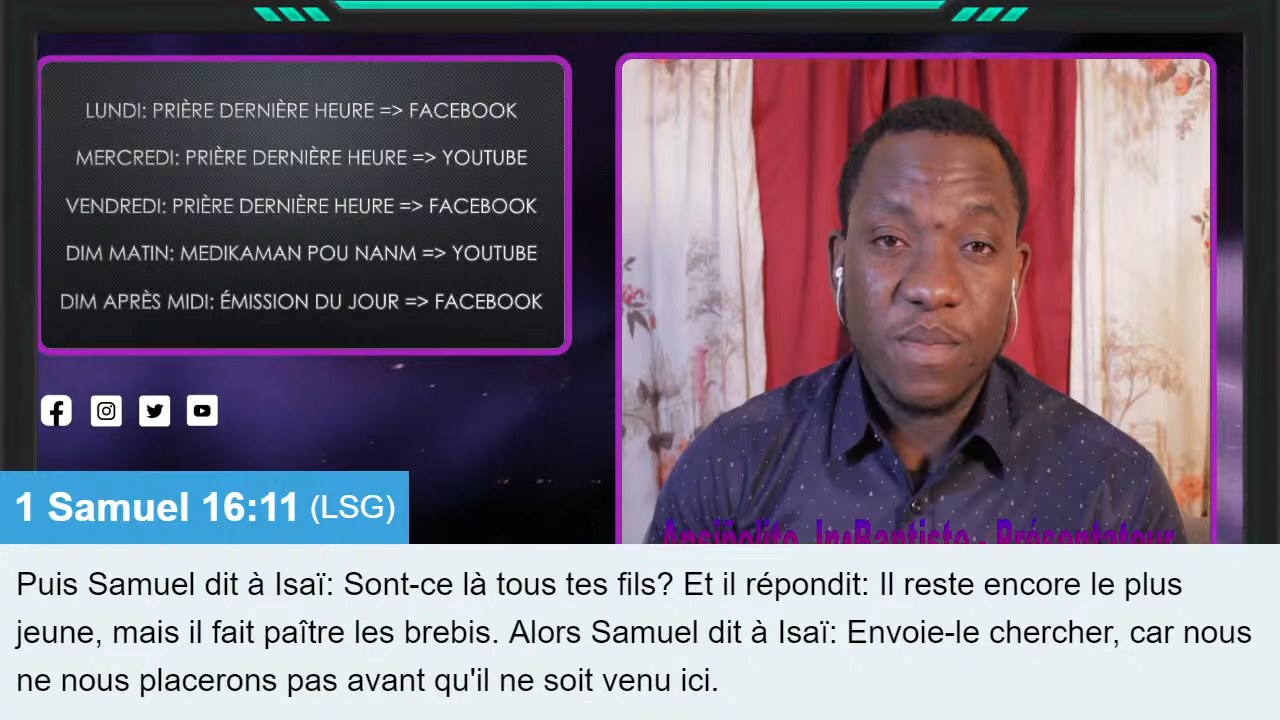 LUNDI: PRIÈRE DERNIÈRE HEURE => FACEBOOK
MERCREDI: PRIÈRE DERNIÈRE HEURE => YOUTUBE
VENDREDI: PRIÈRE DERNIÈRE HEURE => FACEBOOK
DIM MATIN: MEDIKAMAN POU NANM => YOUTUBE
DIM APRÈS MIDI: ÉMISSION DU JOUR => FACEBOOK
- Présentateur
1 Samuel 16:11 (LSG)
Puis Samuel dit à Isaï: Sont-ce là tous tes fils? Et il répondit: Il reste encore le plus
jeune, mais il fait paître les brebis. Alors Samuel dit à Isaï: Envoie-le chercher, car nous
ne nous placerons pas avant qu'il ne soit venu ici.